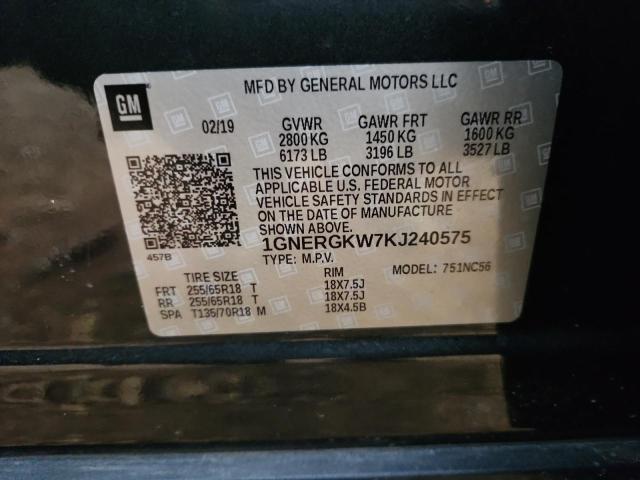 MFD BY GENERAL MOTORS LLC
GM
02/19 GVWR GAWR FRT GAWR RR
2800 KG 1450 KG 1600 KG
6173 LB 3196 LB 3527 LB
THIS VEHICLE CONFORMS TO ALL
APPLICABLE U.S. FEDERAL MOTOR
VEHICLE SAFETY STANDARDS IN EFFECT
ON THE DATE OF MANUFACTURE
SHOWN ABOVE.
457B
1GNERGKW7KJ240575
TYPE: M.P.V. MODEL: 751NC56
TIRE SIZE RIM
FRT 255/65R18 T 18X7.5J
RR 255/65R18 T 18X7.5J
SPA T135/70R18 M 18X4.5B